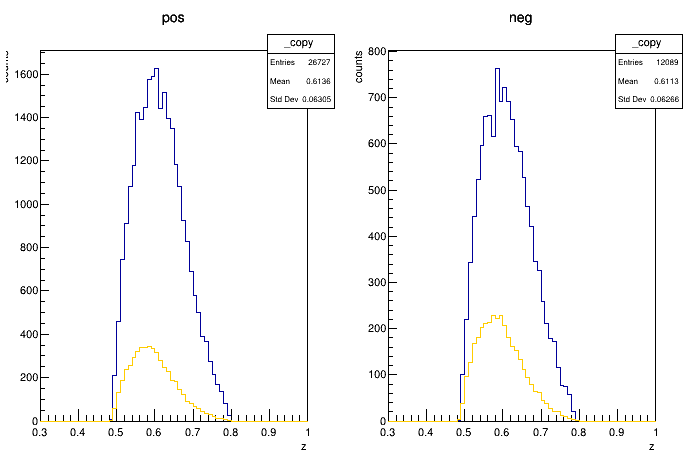 pos
neg
_copy
Entries 26727
Mean 0.6136
Std Dev 0.06305
_copy
Entries 12089
Mean 0.6113
Std Dev 0.06266
counts
1600
1400
1200
1000
800
600
400
200
0
0.3 0.4 0.5 0.6 0.7 0.8 0.9 1
z
counts
800
700
600
500
400
300
200
100
0
0.3 0.4 0.5 0.6 0.7 0.8 0.9 1
z